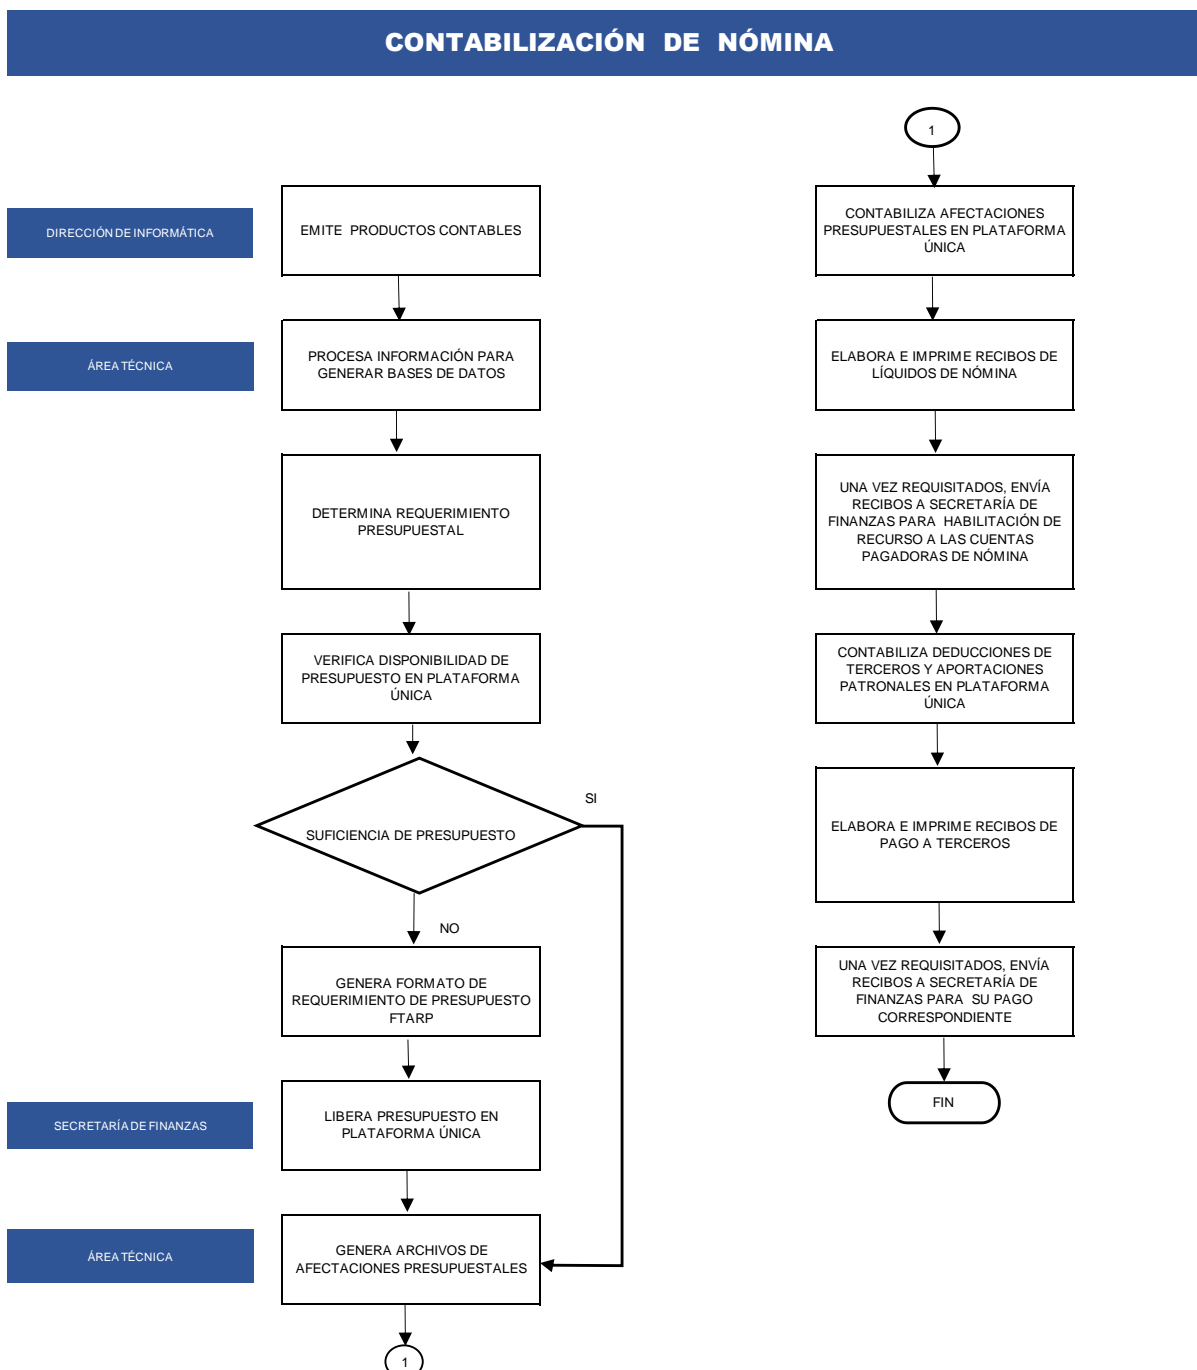 CONTABILIZACIÓN DE NÓMINA
DIRECCIÓN DE INFORMÁTICA
EMITE PRODUCTOS CONTABLES
ÁREA TÉCNICA
PROCESA INFORMACIÓN PARA
GENERAR BASES DE DATOS
DETERMINA REQUERIMIENTO
PRESUPUESTAL
VERIFICA DISPONIBILIDAD DE
PRESUPUESTO EN PLATAFORMA
ÚNICA
SI
SUFICIENCIA DE PRESUPUESTO
NO
GENERA FORMATO DE
REQUERIMIENTO DE PRESUPUESTO
FTARP
SECRETARÍA DE FINANZAS
LIBERA PRESUPUESTO EN
PLATAFORMA ÚNICA
ÁREA TÉCNICA
GENERA ARCHIVOS DE
AFECTACIONES PRESUPUESTALES
1
1
CONTABILIZA AFECTACIONES
PRESUPUESTALES EN PLATAFORMA
ÚNICA
ELABORA E IMPRIME RECIBOS DE
LÍQUIDOS DE NÓMINA
UNA VEZ REQUISITADOS, ENVÍA
RECIBOS A SECRETARÍA DE
FINANZAS PARA HABILITACIÓN DE
RECURSO A LAS CUENTAS
PAGADORAS DE NÓMINA
CONTABILIZA DEDUCCIONES DE
TERCEROS Y APORTACIONES
PATRONALES EN PLATAFORMA
ÚNICA
ELABORA E IMPRIME RECIBOS DE
PAGO A TERCEROS
UNA VEZ REQUISITADOS, ENVÍA
RECIBOS A SECRETARÍA DE
FINANZAS PARA SU PAGO
CORRESPONDIENTE
FIN